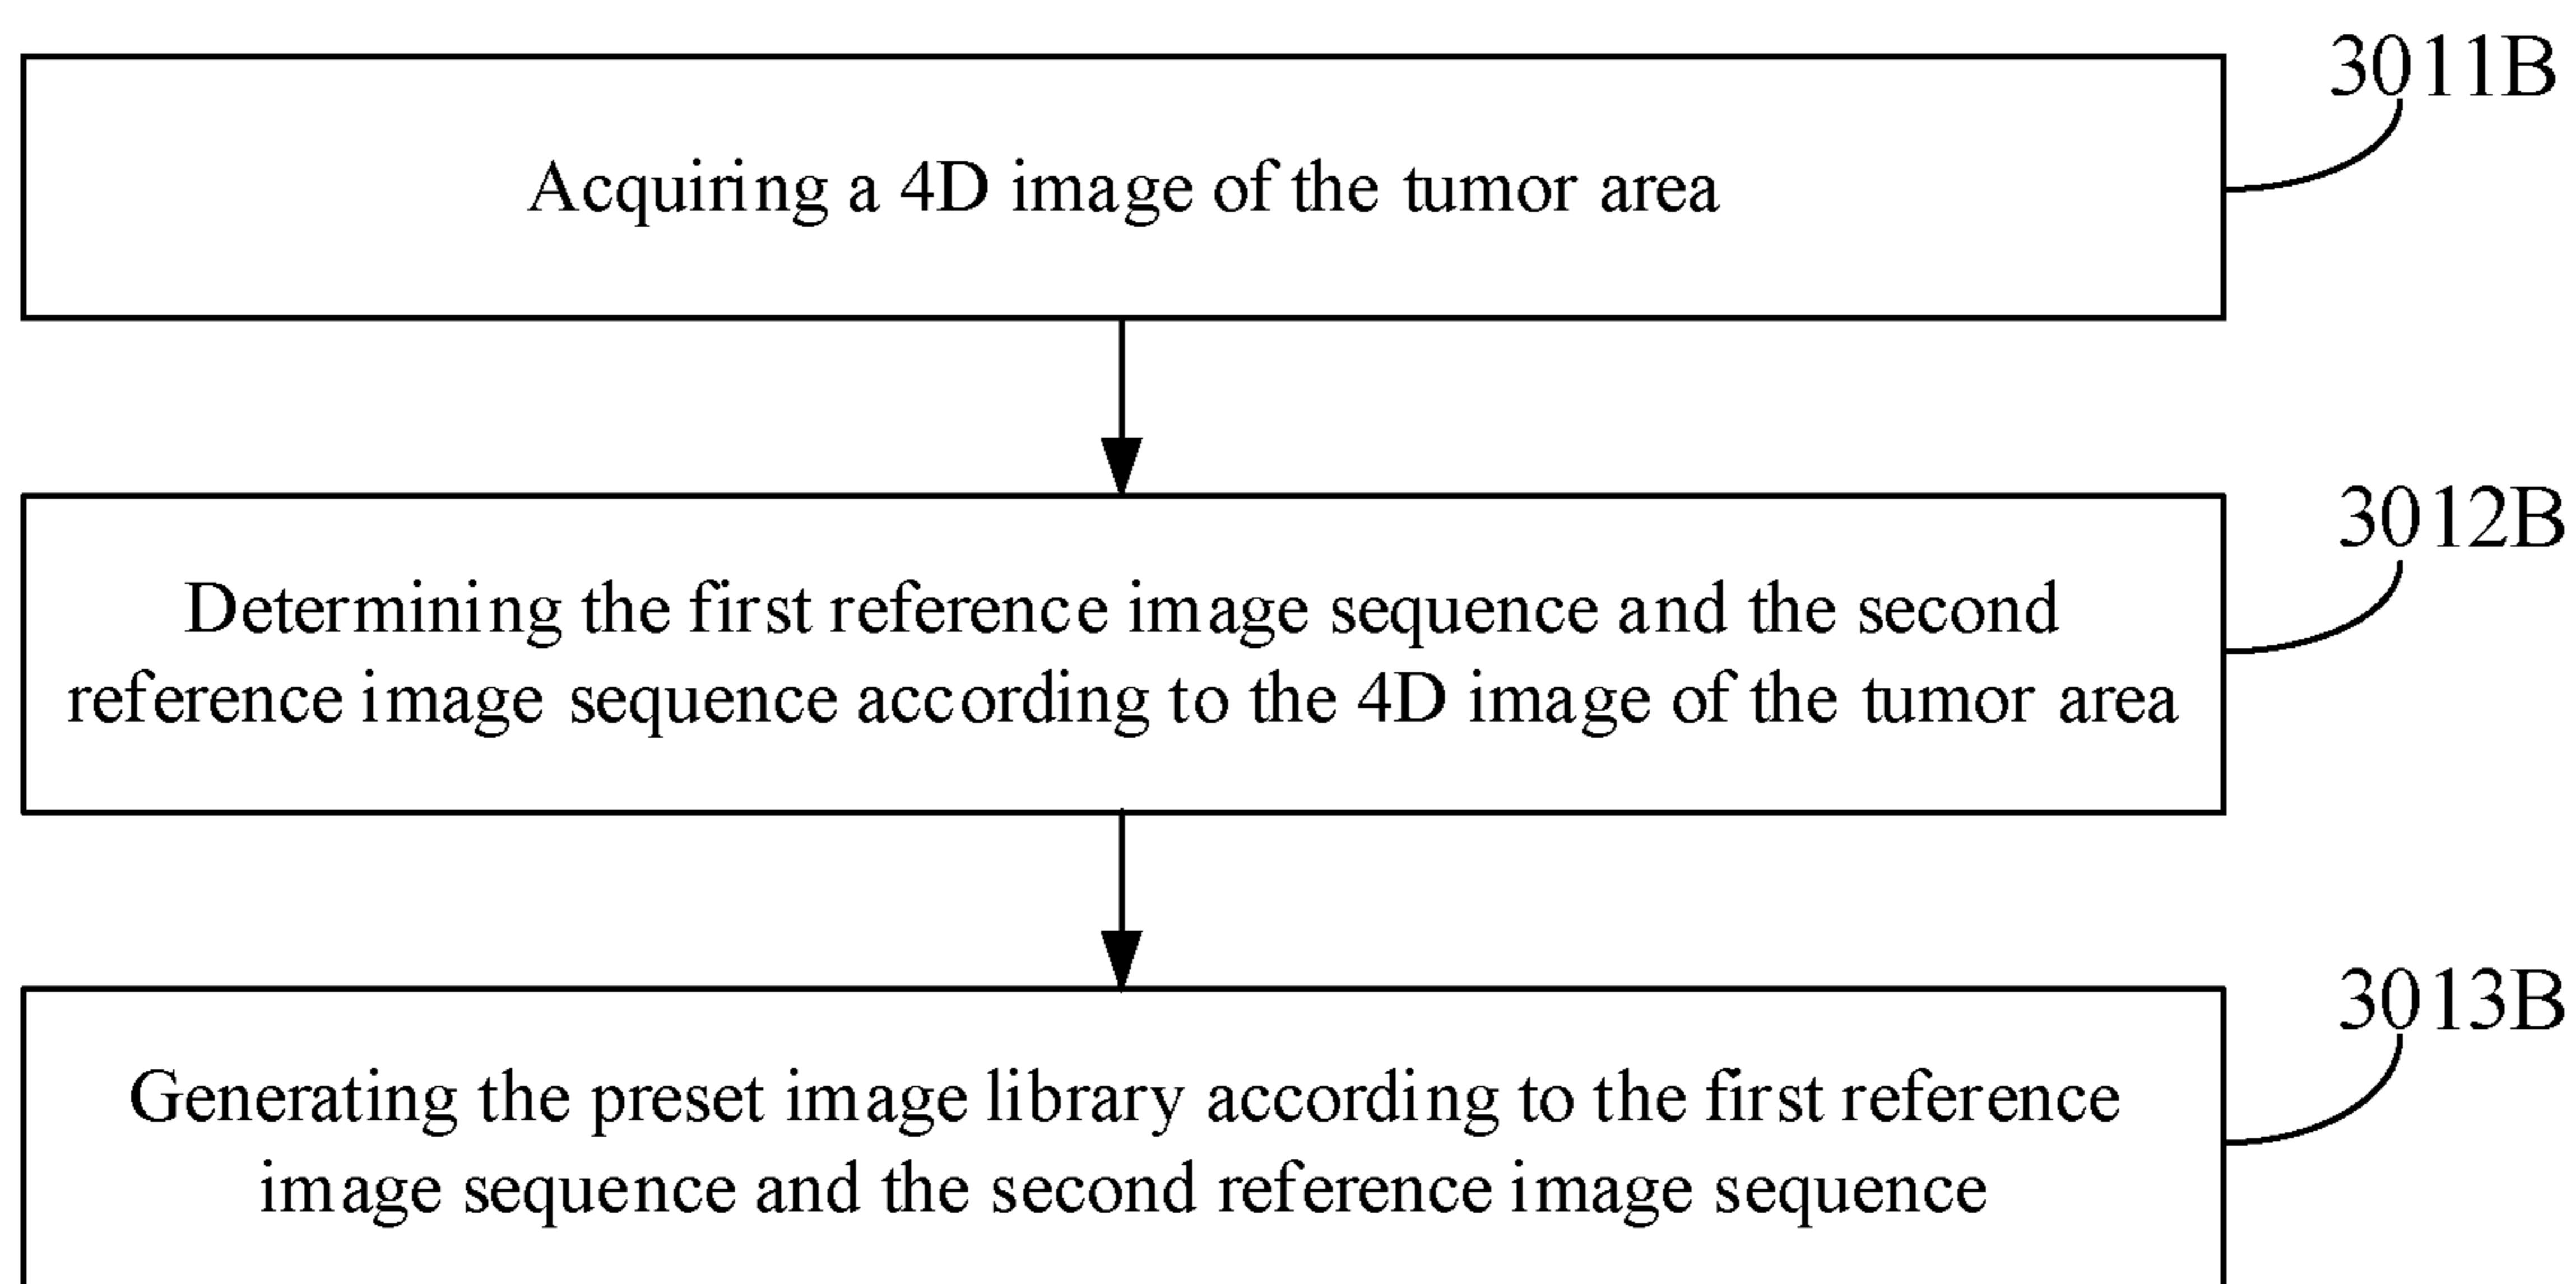 3011B
Acquiring a 4D image of the tumor area
3012B
Determining the first reference image sequence and the second
reference image sequence according to the 4D image of the tumor area
3013B
Generating the preset image library according to the first reference
image sequence and the second reference image sequence